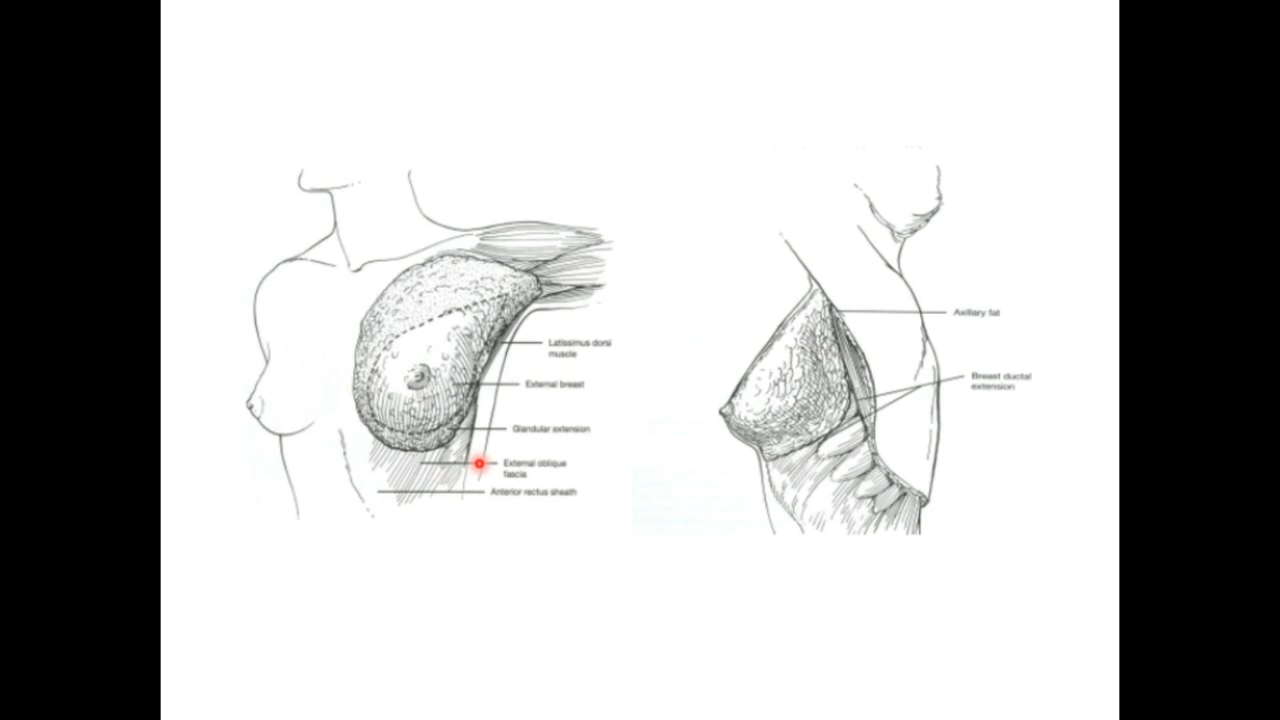 Latissimus dorsi
muscle
External breast
Glandular extension
External oblique
fascia
Anterior rectus sheath
Axillary fat
Breast ductal
extension